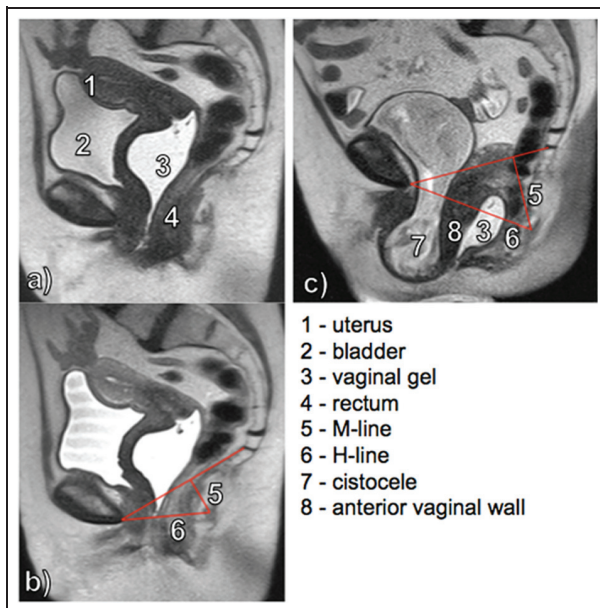 1
2
3
4
a)
5
6
b)
5
7
8
3
6
c)
1 - uterus
2 - bladder
3 - vaginal gel
4 - rectum
5 - M-line
6 - H-line
7 - cistocele
8 - anterior vaginal wall